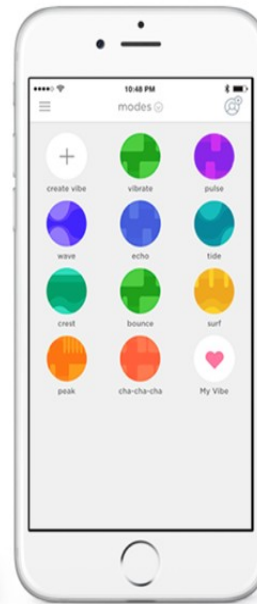 10:48 PM
modes
create vibe
vibrate
pulse
wave
echo
tide
crest
bounce
surf
peak
cha-cha-cha
My Vibe